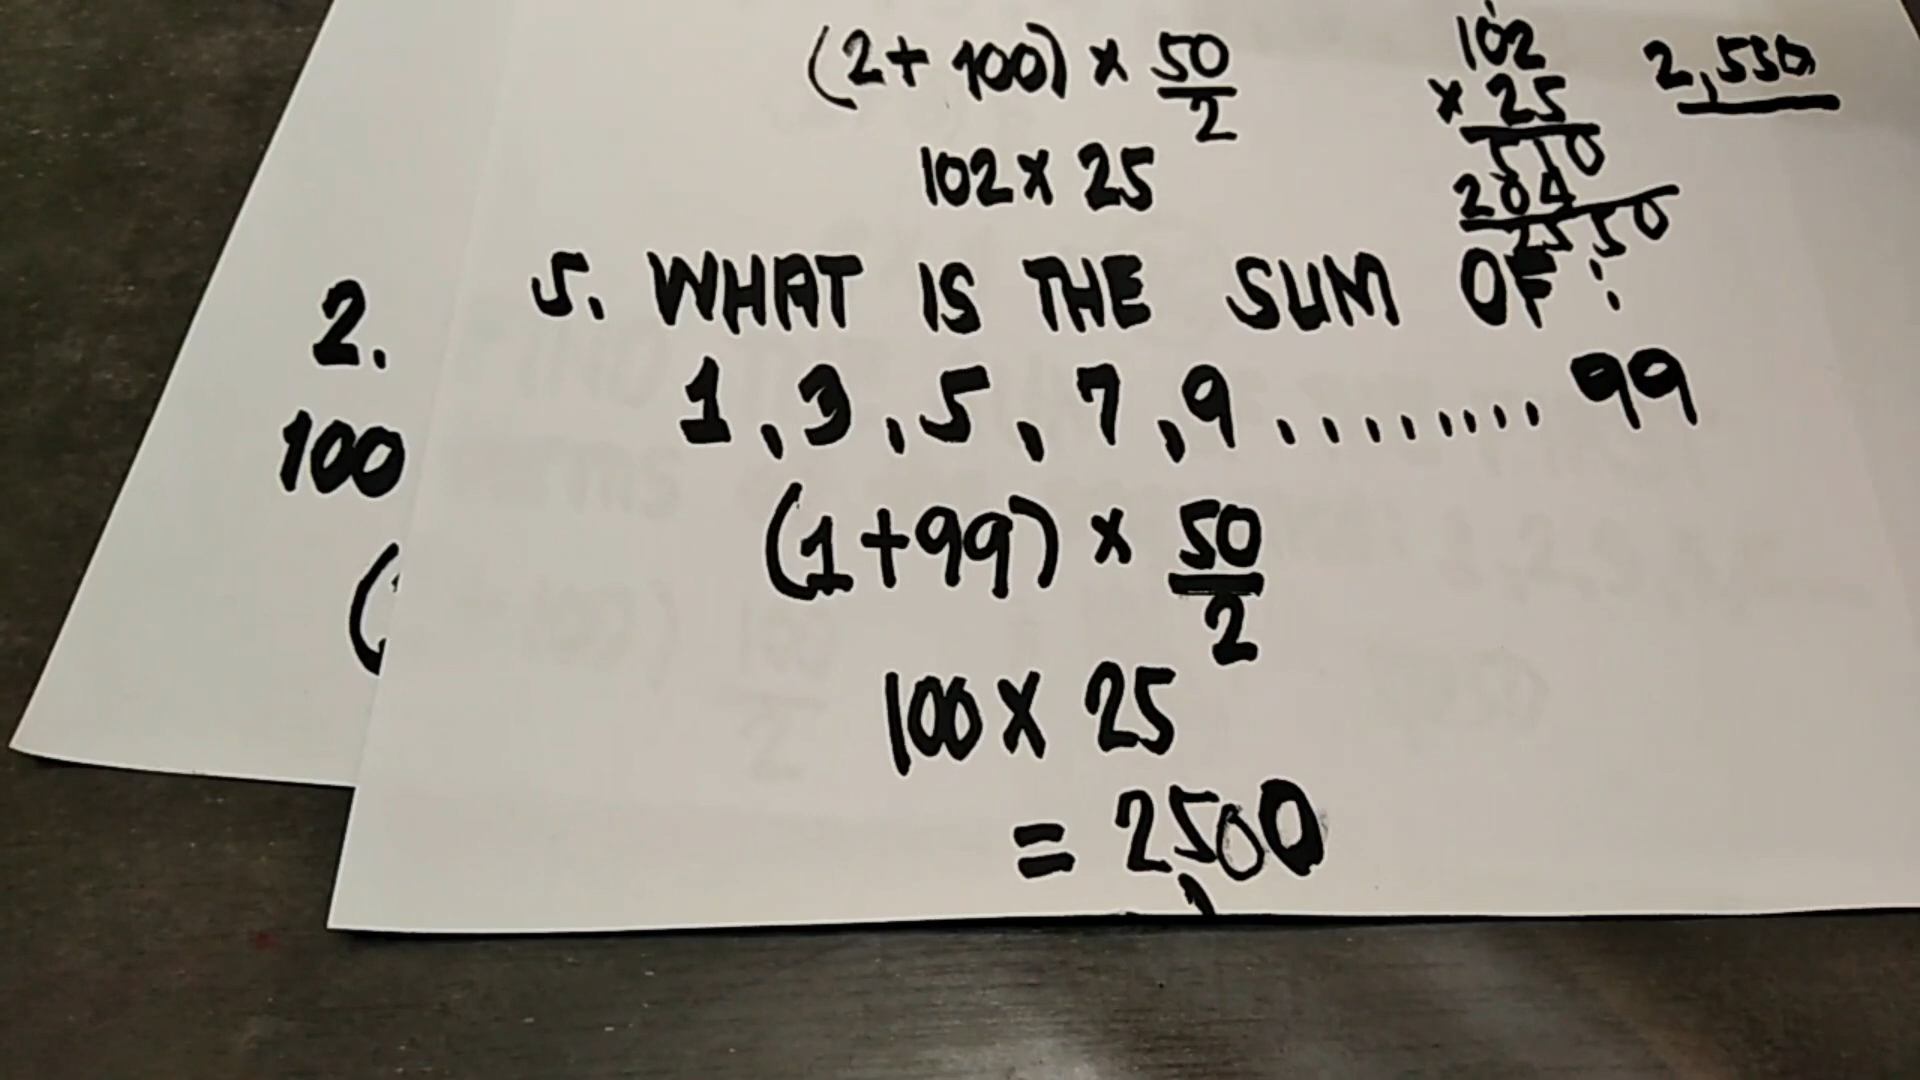 (2+100) × 50/2
102 × 25
102
× 25
510
204
2550
2,550
5. WHAT IS THE SUM OF :
1, 3, 5, 7, 9 ........ 99
(1+99) × 50/2
100 × 25
= 2,500
2.
100
(